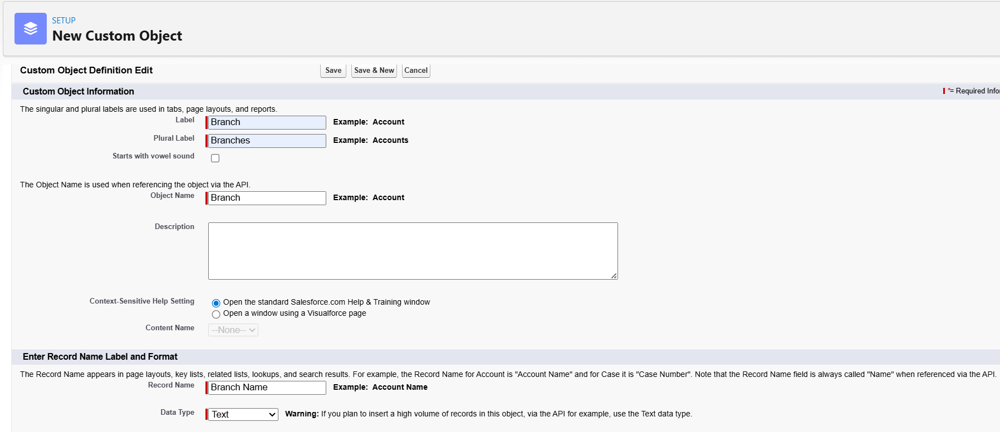 SETUP
New Custom Object
Custom Object Definition Edit Save Save & New Cancel
Custom Object Information *= Required Infor
The singular and plural labels are used in tabs, page layouts, and reports.
Label Branch Example: Account
Plural Label Branches Example: Accounts
Starts with vowel sound
The Object Name is used when referencing the object via the API.
Object Name Branch Example: Account
Description
Context-Sensitive Help Setting Open the standard Salesforce.com Help & Training window
Open a window using a Visualforce page
Content Name --None--
Enter Record Name Label and Format
The Record Name appears in page layouts, key lists, related lists, lookups, and search results. For example, the Record Name for Account is "Account Name" and for Case it is "Case Number". Note that the Record Name field is always called "Name" when referenced via the API.
Record Name Branch Name Example: Account Name
Data Type Text Warning: If you plan to insert a high volume of records in this object, via the API for example, use the Text data type.